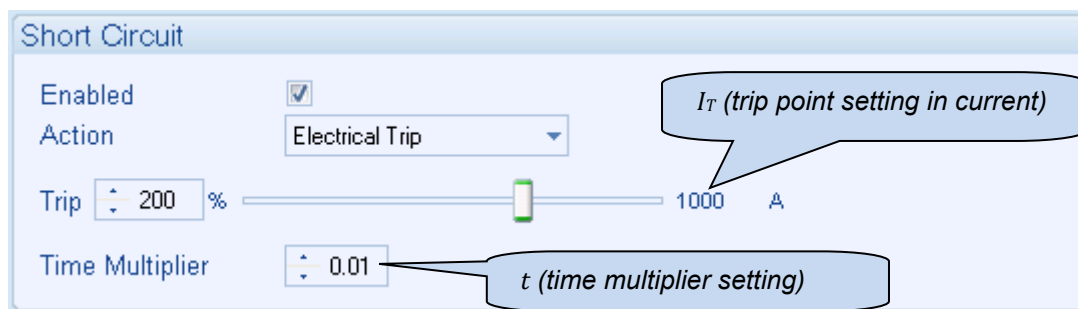 Short Circuit
Enabled
Action Electrical Trip
I_T (trip point setting in current)
Trip 200 % 1000 A
Time Multiplier 0.01
t (time multiplier setting)